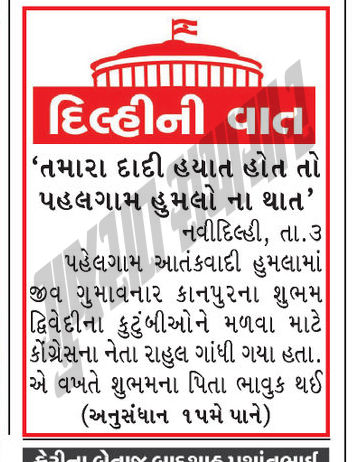 દિલ્હીની વાત
‘તમારા દાદી હયાત હોત તો
પહલગામ હુમલો ના થાત’
નવીદિલ્હી, તા.૩
પહેલગામ આતંકવાદી હુમલામાં
જીવ ગુમાવનાર કાનપુરના શુભમ
દ્વિવેદીના કુટુંબીઓને મળવા માટે
કોંગ્રેસના નેતા રાહુલ ગાંધી ગયા હતા.
એ વખતે શુભમના પિતા ભાવુક થઈ
(અનુસંધાન ૧૫મે પાને)